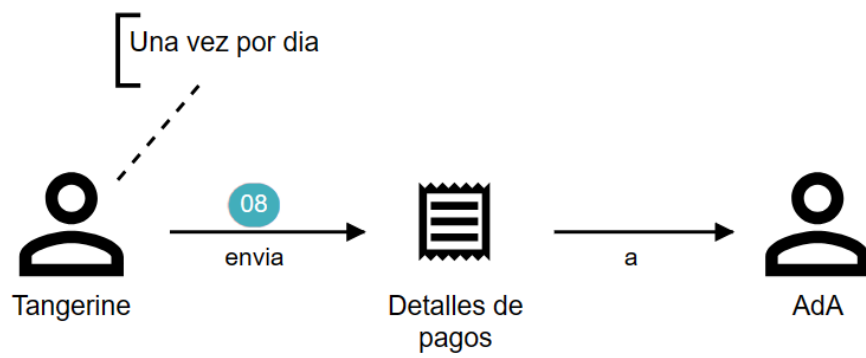 Una vez por dia
08
envia
a
Tangerine
Detalles de
pagos
AdA